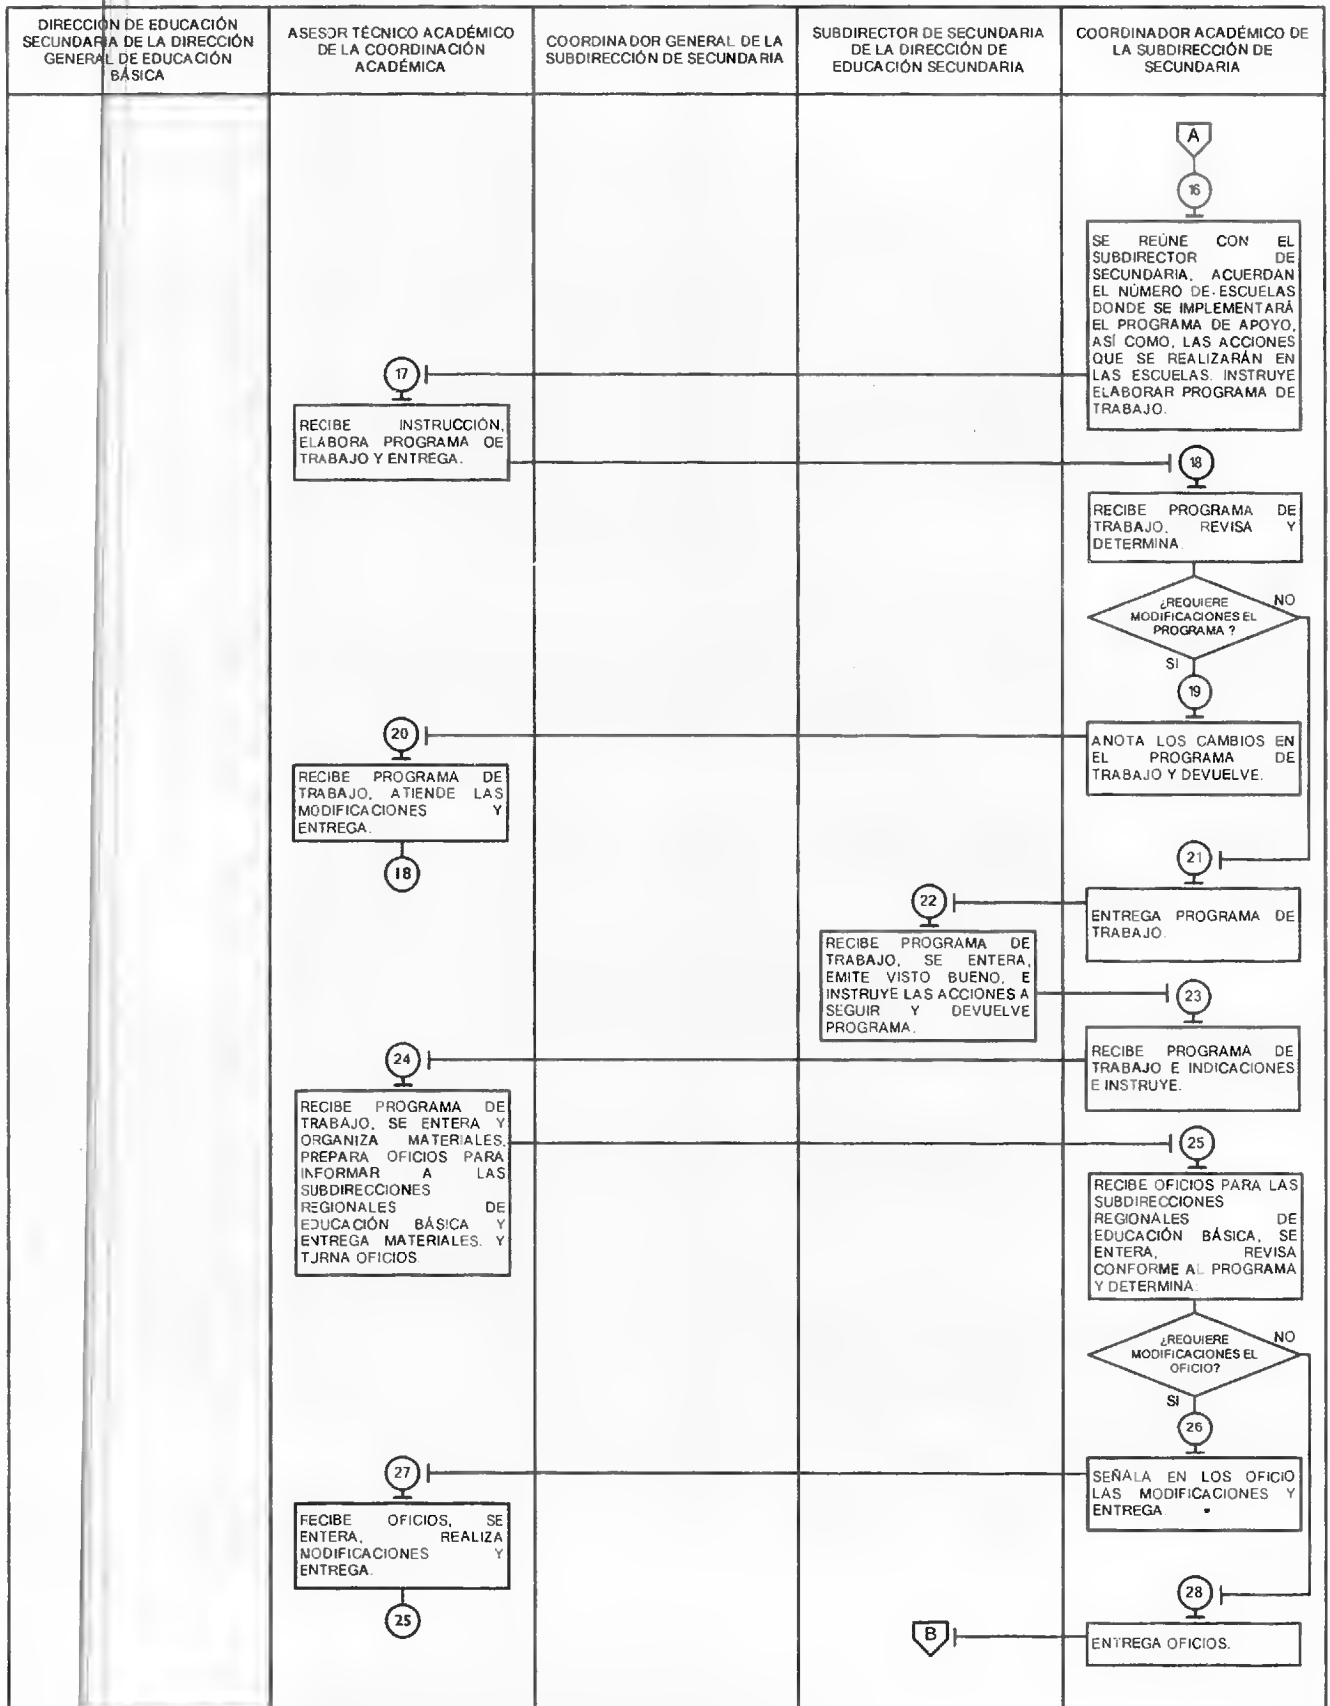 DIRECCIÓN DE EDUCACIÓN
SECUNDARIA DE LA DIRECCIÓN
GENERAL DE EDUCACIÓN
BÁSICA
ASESOR TÉCNICO ACADÉMICO
DE LA COORDINACIÓN
ACADÉMICA
COORDINADOR GENERAL DE LA
SUBDIRECCIÓN DE SECUNDARIA
SUBDIRECTOR DE SECUNDARIA
DE LA DIRECCIÓN DE
EDUCACIÓN SECUNDARIA
COORDINADOR ACADÉMICO DE
LA SUBDIRECCIÓN DE
SECUNDARIA
A
16
SE REÚNE CON EL
SUBDIRECTOR DE
SECUNDARIA, ACUERDAN
EL NÚMERO DE ESCUELAS
DONDE SE IMPLEMENTARÁ
EL PROGRAMA DE APOYO,
ASÍ COMO, LAS ACCIONES
QUE SE REALIZARÁN EN
LAS ESCUELAS. INSTRUYE
ELABORAR PROGRAMA DE
TRABAJO.
17
RECIBE INSTRUCCIÓN,
ELABORA PROGRAMA DE
TRABAJO Y ENTREGA.
18
RECIBE PROGRAMA DE
TRABAJO, REVISA Y
DETERMINA.
¿REQUIERE
MODIFICACIONES EL
PROGRAMA ?
NO
SI
19
ANOTA LOS CAMBIOS EN
EL PROGRAMA DE
TRABAJO Y DEVUELVE.
20
RECIBE PROGRAMA DE
TRABAJO, ATIENDE LAS
MODIFICACIONES Y
ENTREGA.
18
21
ENTREGA PROGRAMA DE
TRABAJO.
22
RECIBE PROGRAMA DE
TRABAJO, SE ENTERA,
EMITE VISTO BUENO, E
INSTRUYE LAS ACCIONES A
SEGUIR Y DEVUELVE
PROGRAMA.
23
RECIBE PROGRAMA DE
TRABAJO E INDICACIONES
E INSTRUYE.
24
RECIBE PROGRAMA DE
TRABAJO, SE ENTERA Y
ORGANIZA MATERIALES,
PREPARA OFICIOS PARA
INFORMAR A LAS
SUBDIRECCIONES
REGIONALES DE
EDUCACIÓN BÁSICA Y
ENTREGA MATERIALES. Y
TURNA OFICIOS
25
RECIBE OFICIOS PARA LAS
SUBDIRECCIONES
REGIONALES DE
EDUCACIÓN BÁSICA, SE
ENTERA, REVISA
CONFORME AL PROGRAMA
Y DETERMINA:
¿REQUIERE
MODIFICACIONES EL
OFICIO?
NO
SI
26
SEÑALA EN LOS OFICIO
LAS MODIFICACIONES Y
ENTREGA.
27
RECIBE OFICIOS, SE
ENTERA, REALIZA
MODIFICACIONES Y
ENTREGA.
25
28
ENTREGA OFICIOS.
B